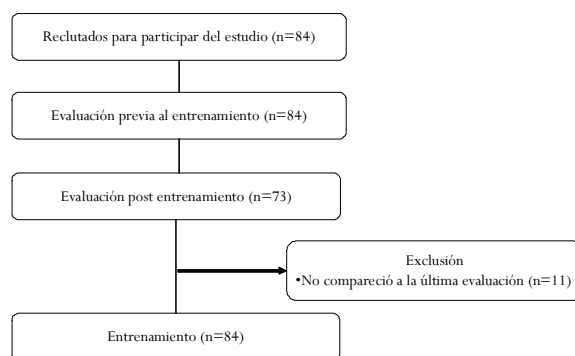 Reclutados para participar del estudio (n=84)
Evaluación previa al entrenamiento (n=84)
Evaluación post entrenamiento (n=73)
Exclusión
•No compareció a la última evaluación (n=11)
Entrenamiento (n=84)